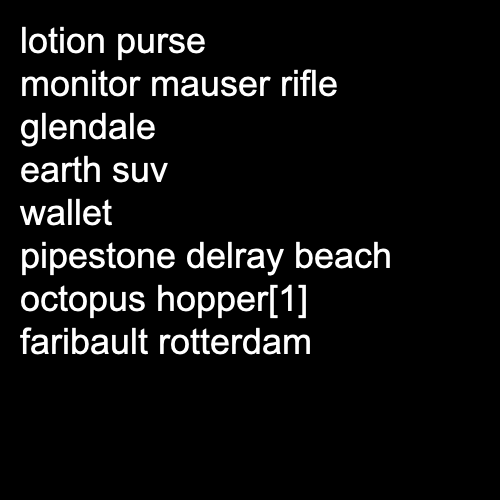 lotion purse
monitor mauser rifle
glendale
earth suv
wallet
pipestone delray beach
octopus hopper[1]
faribault rotterdam